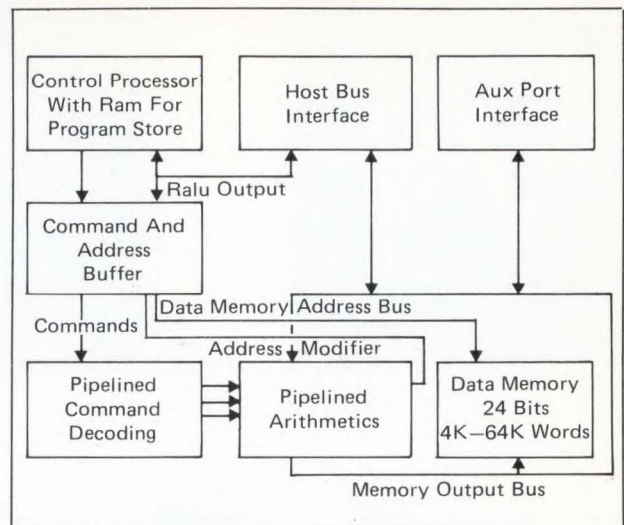 Control Processor
With Ram For
Program Store
Host Bus
Interface
Aux Port
Interface
Ralu Output
Command And
Address
Buffer
Data Memory Address Bus
Commands
Address Modifier
Pipelined
Command
Decoding
Pipelined
Arithmetics
Data Memory
24 Bits
4K—64K Words
Memory Output Bus